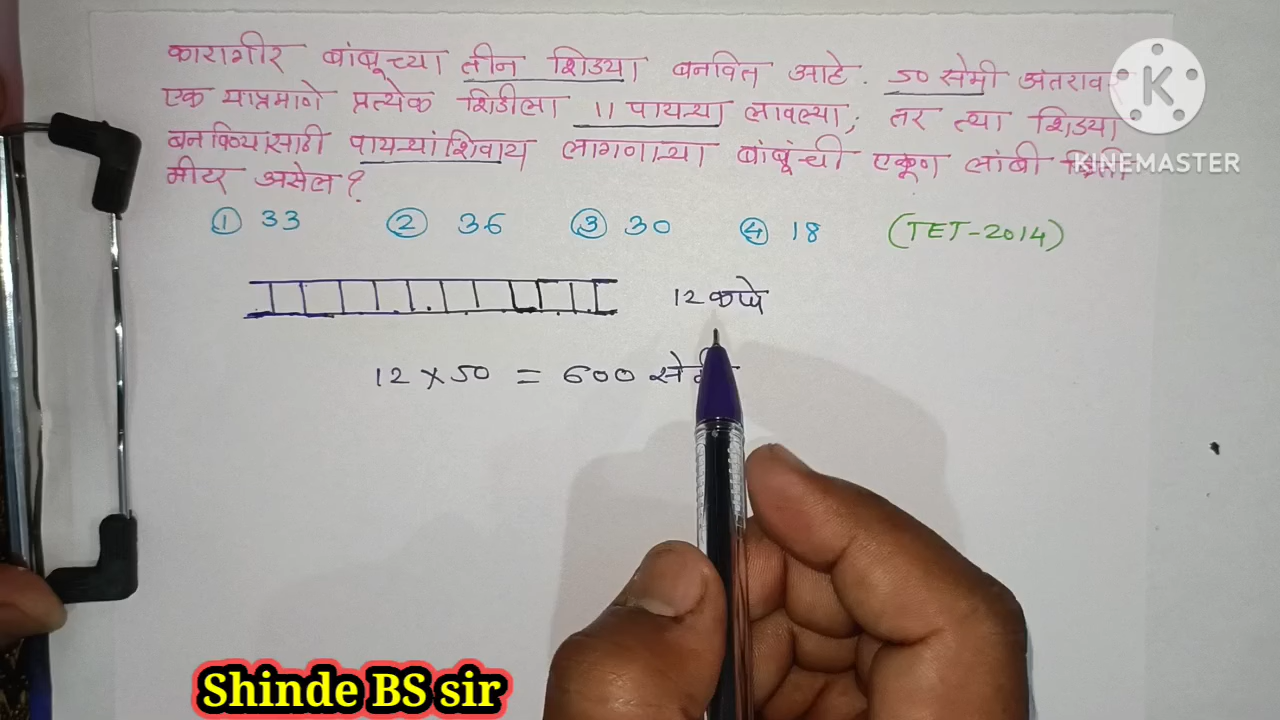 कारागीर बांबूच्या तीन शिड्या बनवित आहे. 50 सेमी अंतरावर
एक याप्रमाणे प्रत्येक शिडीला 11 पायऱ्या लावल्या, तर त्या शिड्या
बनविण्यासाठी पायऱ्यांशिवाय लागणाऱ्या बांबूंची एकूण लांबी किती
मीटर असेल?
① 33 ② 36 ③ 30 ④ 18 (TET-2014)
12 कप्पे
12 × 50 = 600
K
KINEMASTER
Shinde BS sir